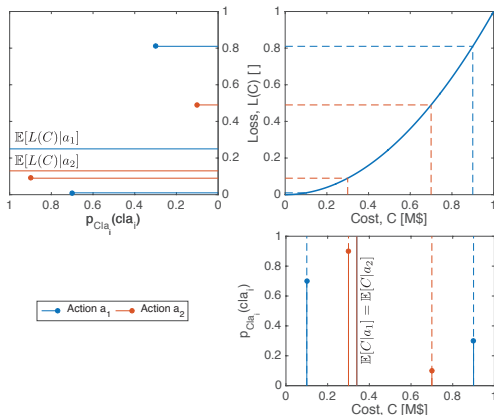 1
0.8
0.6
0.4
0.2
0
𝔼[L(C)|a₁]
𝔼[L(C)|a₂]
1 0.8 0.6 0.4 0.2 0
p_Cla_i(cla_i)
Loss, L(C) [ ]
1
0.8
0.6
0.4
0.2
0
0 0.2 0.4 0.6 0.8 1
Cost, C [M$]
Action a₁ Action a₂
p_Cla_i(cla_i)
1
0.8
0.6
0.4
0.2
0
𝔼[C|a₁] = 𝔼[C|a₂]
0 0.2 0.4 0.6 0.8 1
Cost, C [M$]